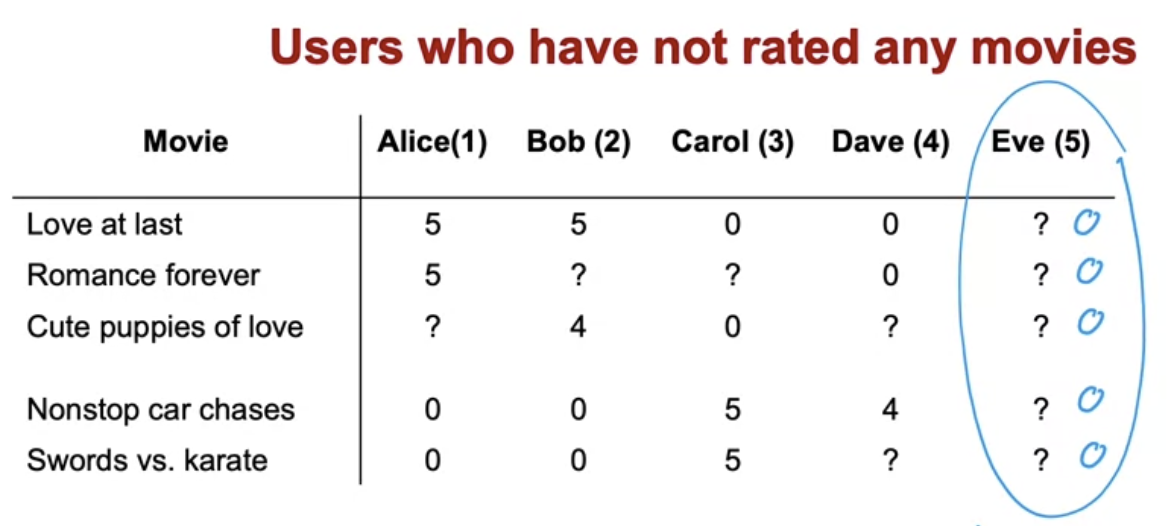 Users who have not rated any movies
Movie Alice(1) Bob (2) Carol (3) Dave (4) Eve (5)
Love at last 5 5 0 0 ? 0
Romance forever 5 ? ? 0 ? 0
Cute puppies of love ? 4 0 ? ? 0
Nonstop car chases 0 0 5 4 ? 0
Swords vs. karate 0 0 5 ? ? 0